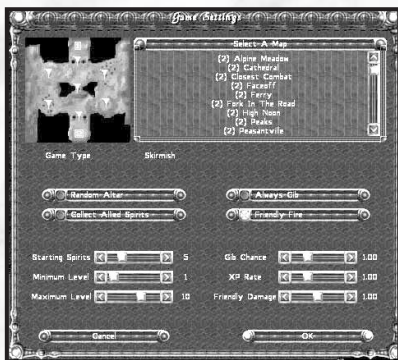 Game Settings
Select A Map
(2) Alpine Meadow
(2) Cathedral
(2) Closest Combat
(2) Faceoff
(2) Ferry
(2) Fork In The Road
(2) High Noon
(2) Peaks
(2) Peasantville
Game Type Skirmish
Random Altar Always Gib
Collect Allied Spirits Friendly Fire
Starting Spirits 5 Gib Chance 1.00
Minimum Level 1 XP Rate 1.00
Maximum Level 10 Friendly Damage 1.00
Cancel OK